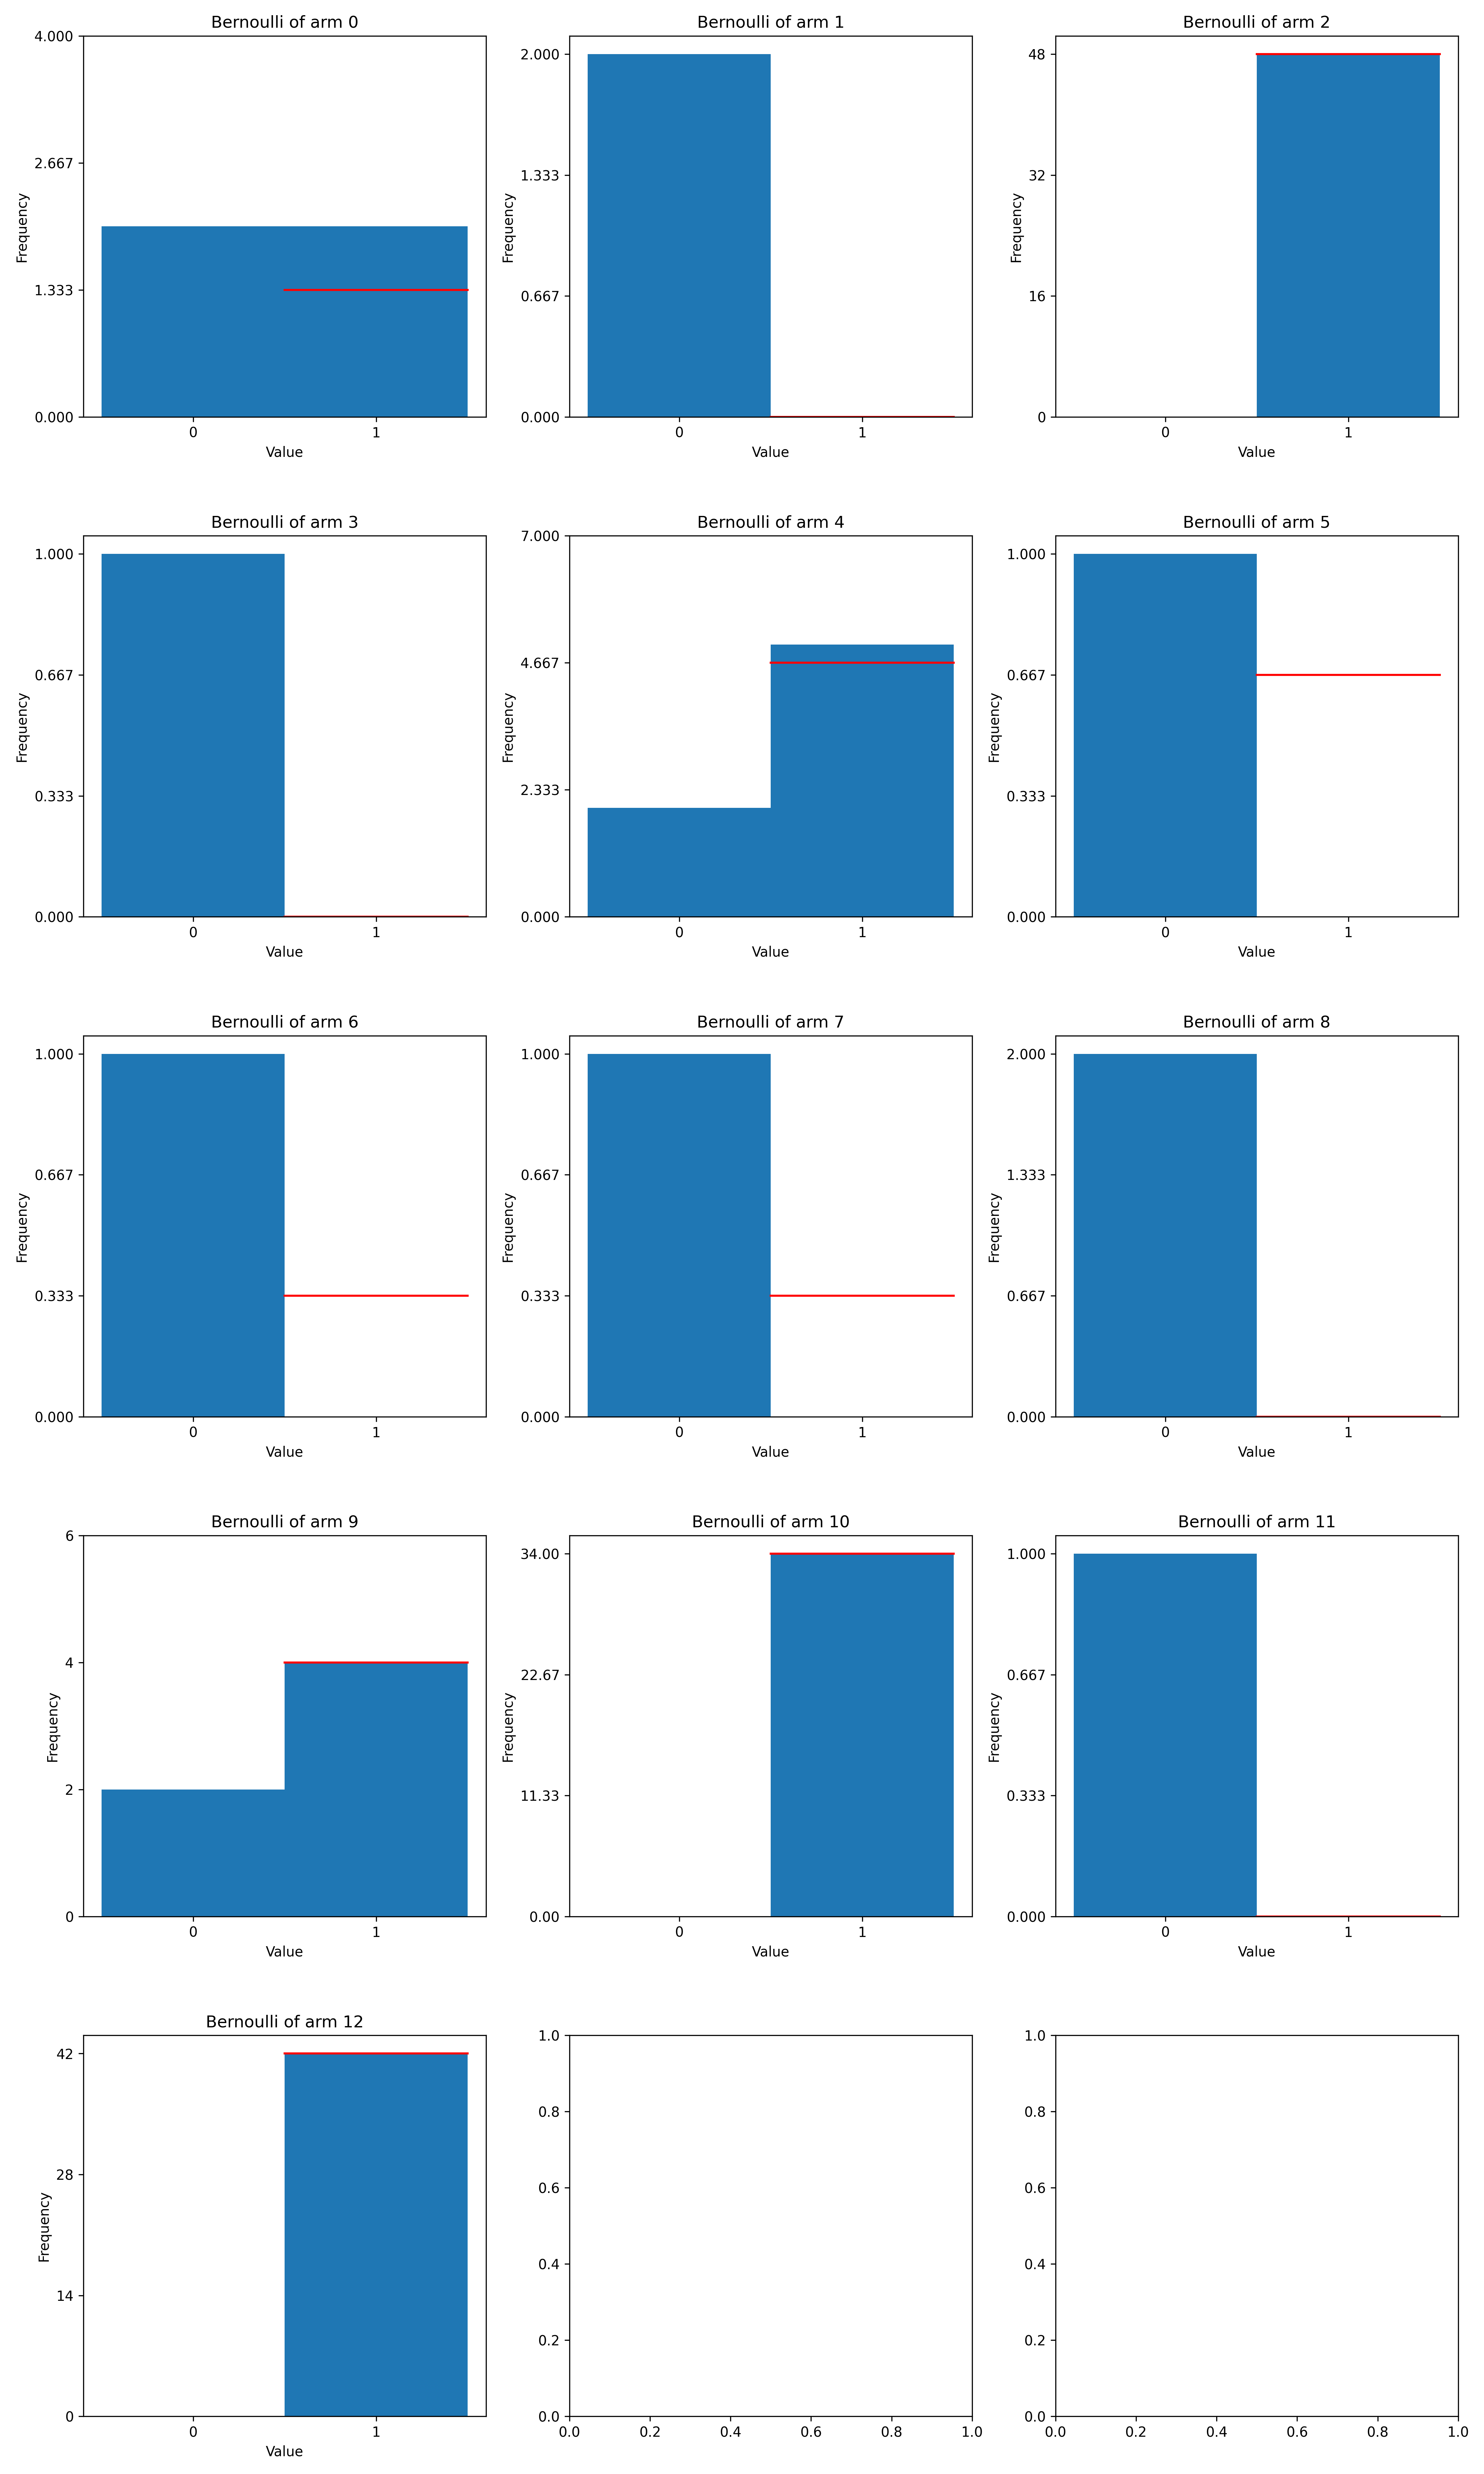 Bernoulli of arm 0
4.000
2.667
1.333
0.000
Frequency
0 1
Value
Bernoulli of arm 1
2.000
1.333
0.667
0.000
Frequency
0 1
Value
Bernoulli of arm 2
48
32
16
0
Frequency
0 1
Value
Bernoulli of arm 3
1.000
0.667
0.333
0.000
Frequency
0 1
Value
Bernoulli of arm 4
7.000
4.667
2.333
0.000
Frequency
0 1
Value
Bernoulli of arm 5
1.000
0.667
0.333
0.000
Frequency
0 1
Value
Bernoulli of arm 6
1.000
0.667
0.333
0.000
Frequency
0 1
Value
Bernoulli of arm 7
1.000
0.667
0.333
0.000
Frequency
0 1
Value
Bernoulli of arm 8
2.000
1.333
0.667
0.000
Frequency
0 1
Value
Bernoulli of arm 9
6
4
2
0
Frequency
0 1
Value
Bernoulli of arm 10
34.00
22.67
11.33
0.00
Frequency
0 1
Value
Bernoulli of arm 11
1.000
0.667
0.333
0.000
Frequency
0 1
Value
Bernoulli of arm 12
42
28
14
0
Frequency
0 1
Value
1.0
0.8
0.6
0.4
0.2
0.0
0.0 0.2 0.4 0.6 0.8 1.0
1.0
0.8
0.6
0.4
0.2
0.0
0.0 0.2 0.4 0.6 0.8 1.0